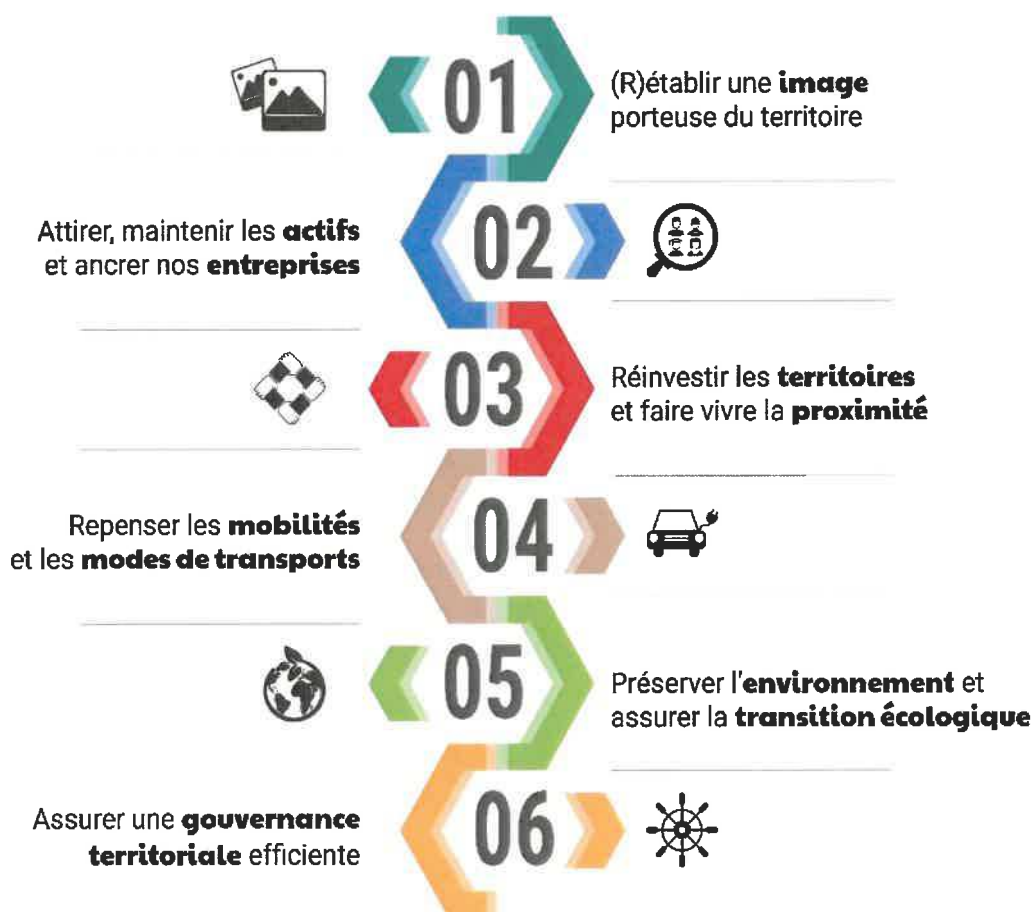 01
(R)établir une image
porteuse du territoire
Attirer, maintenir les actifs
et ancrer nos entreprises
02
03
Réinvestir les territoires
et faire vivre la proximité
Repenser les mobilités
et les modes de transports
04
05
Préserver l'environnement et
assurer la transition écologique
Assurer une gouvernance
territoriale efficiente
06